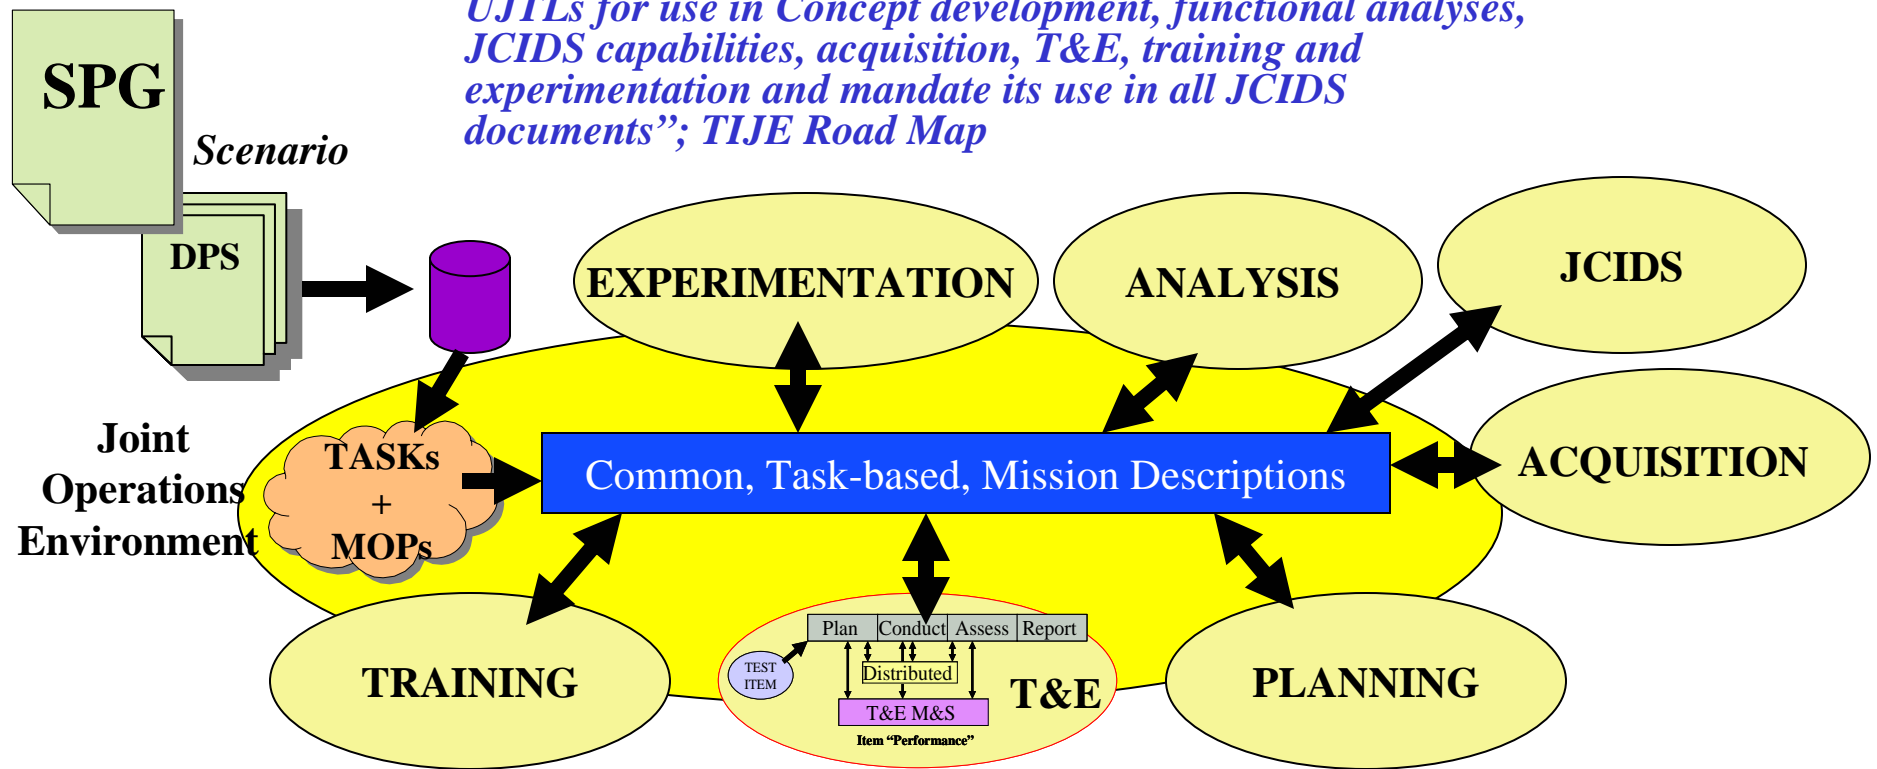 UJTLs for use in Concept development, functional analyses,
JCIDS capabilities, acquisition, T&E, training and
experimentation and mandate its use in all JCIDS
documents”; TIJE Road Map
SPG
Scenario
DPS
EXPERIMENTATION
ANALYSIS
JCIDS
Joint
Operations
Environment
TASKs
+
MOPs
Common, Task-based, Mission Descriptions
ACQUISITION
TRAINING
Plan
Conduct
Assess
Report
TEST
ITEM
Distributed
T&E M&S
Item “Performance”
T&E
PLANNING